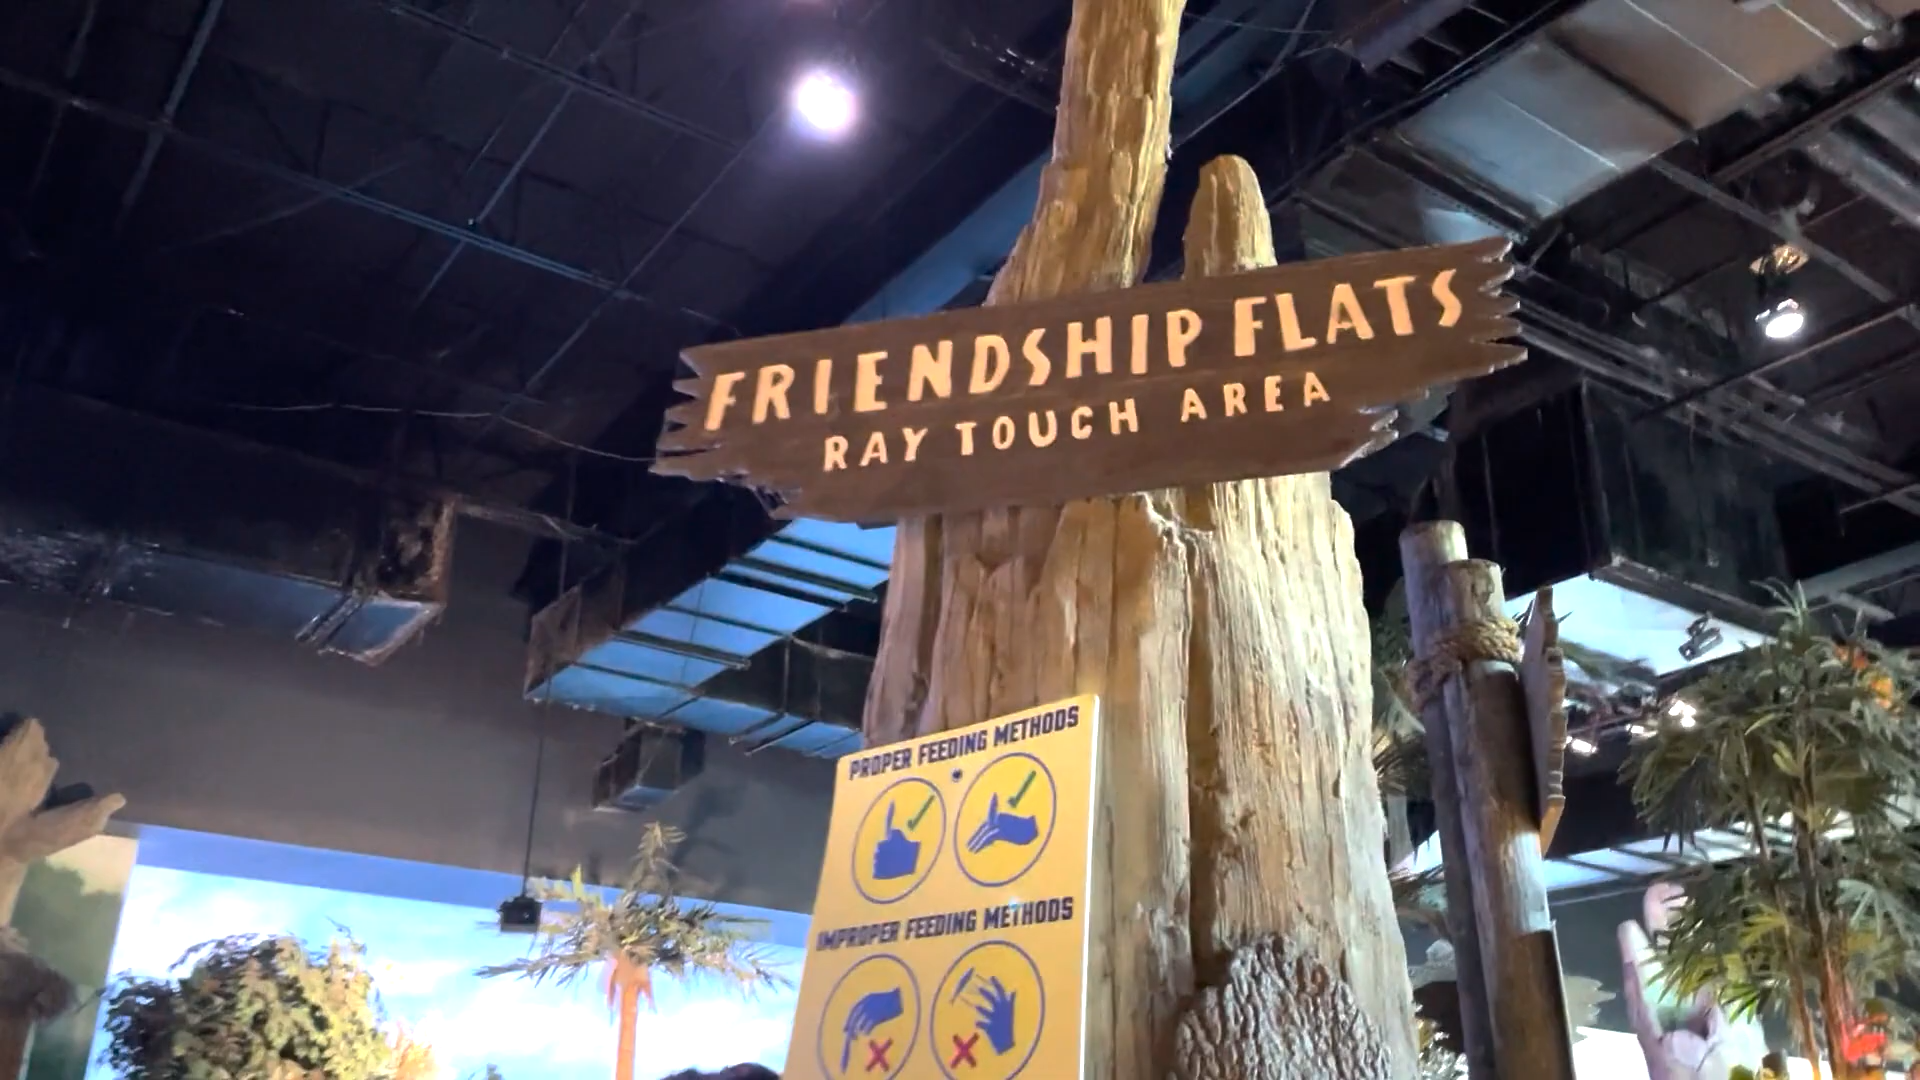 FRIENDSHIP FLATS
RAY TOUCH AREA
PROPER FEEDING METHODS
IMPROPER FEEDING METHODS